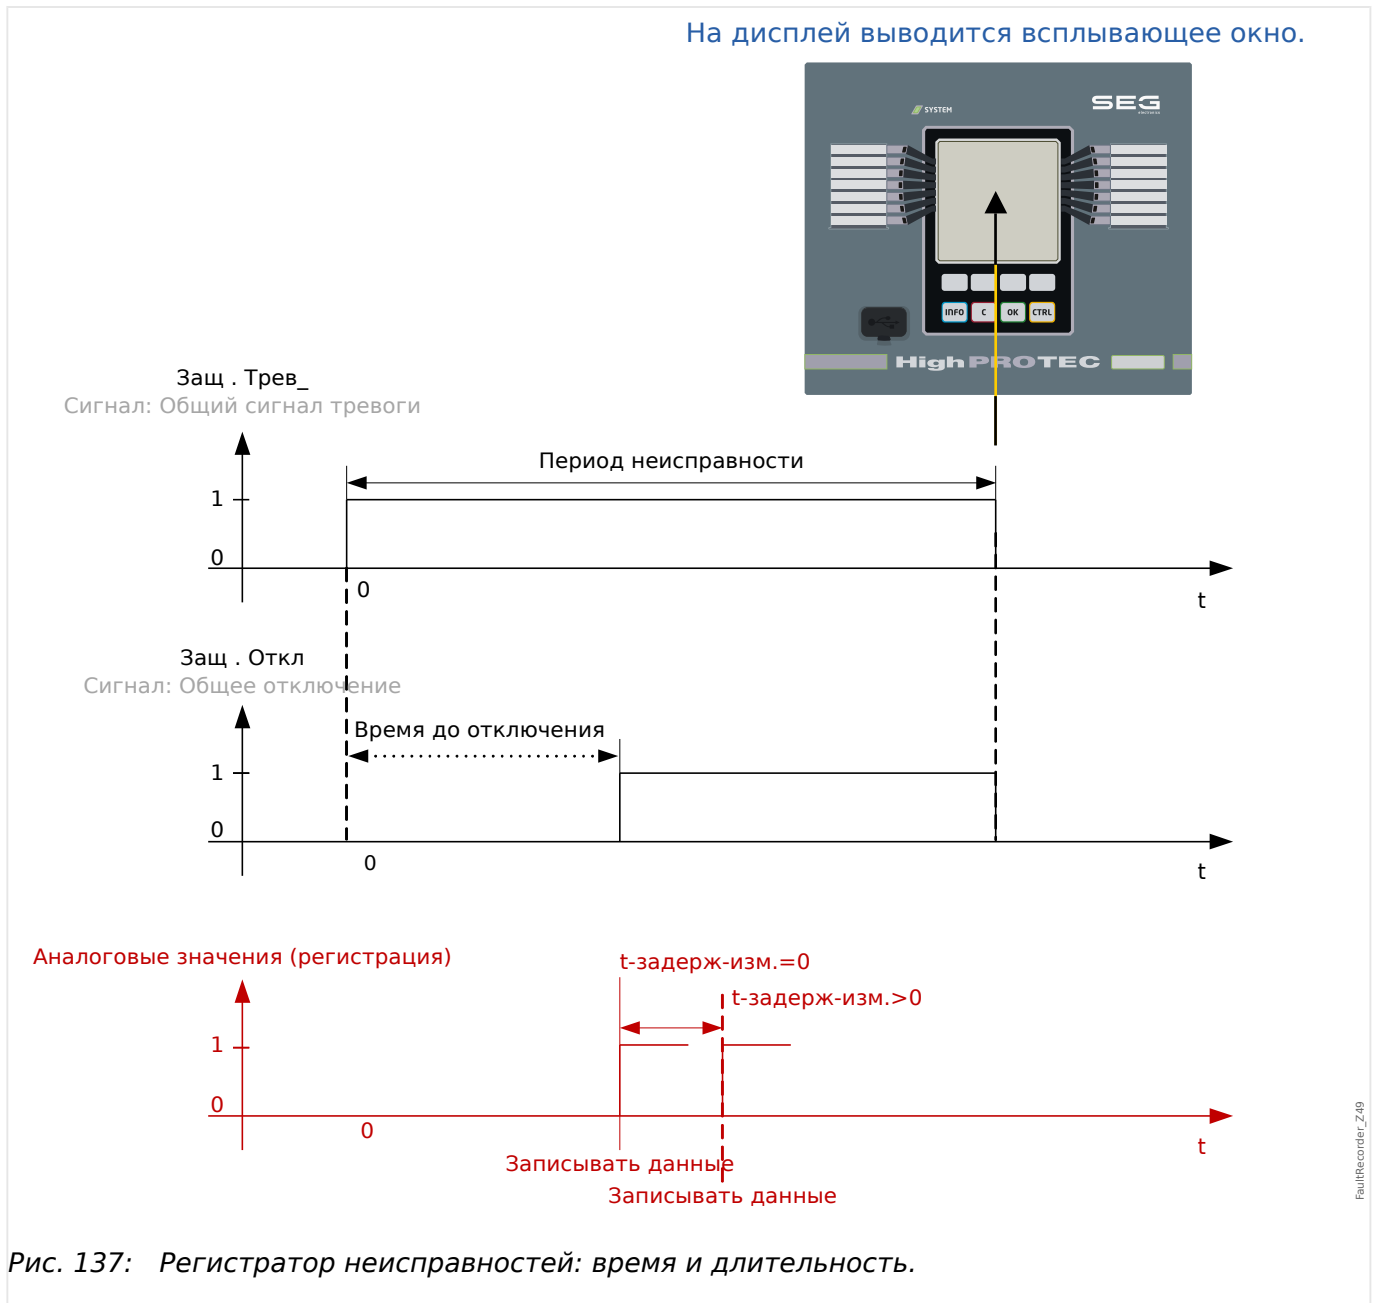 На дисплей выводится всплывающее окно.
SYSTEM
SEG
electronics
INFO
C
OK
CTRL
HighPROTEC
Защ . Трев_
Сигнал: Общий сигнал тревоги
Период неисправности
1
0
0
t
Защ . Откл
Сигнал: Общее отключение
Время до отключения
1
0
0
t
Аналоговые значения (регистрация)
t-задерж-изм.=0
t-задерж-изм.>0
1
0
0
t
Записывать данные
Записывать данные
FaultRecorder_Z49
Рис. 137: Регистратор неисправностей: время и длительность.